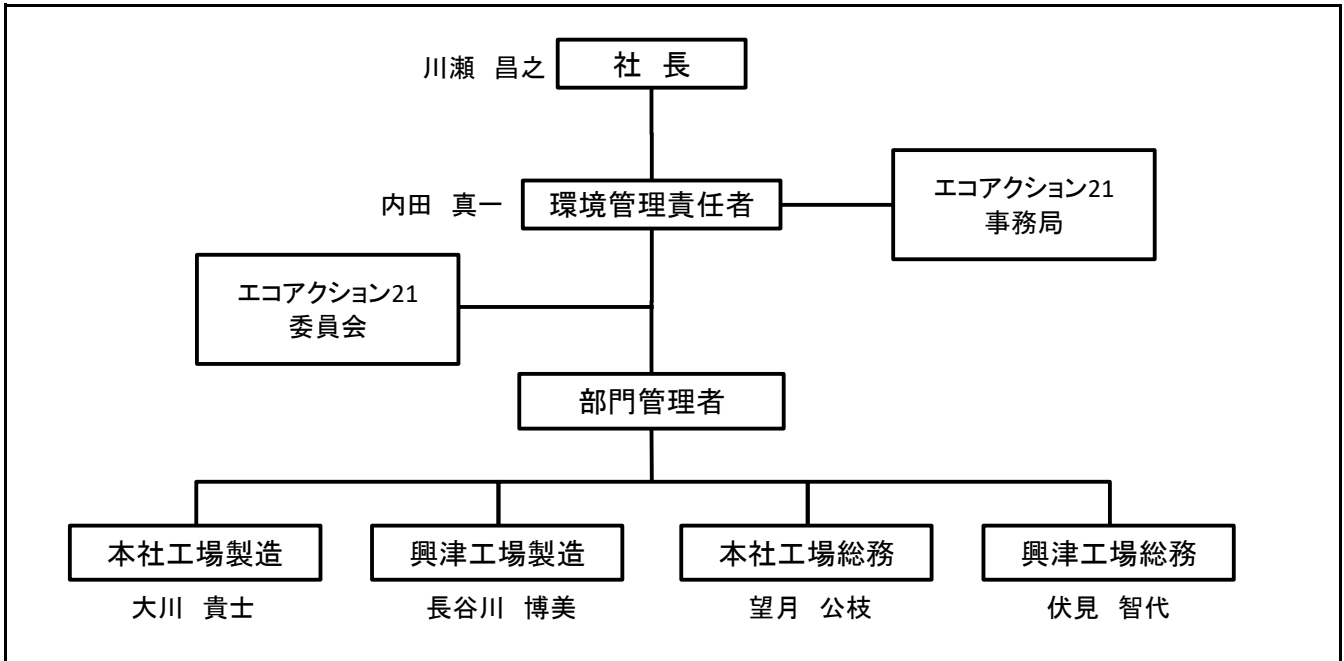 川瀬　昌之
社 長
内田　真一
環境管理責任者
エコアクション21
事務局
エコアクション21
委員会
部門管理者
本社工場製造
興津工場製造
本社工場総務
興津工場総務
大川　貴士
長谷川　博美
望月　公枝
伏見　智代